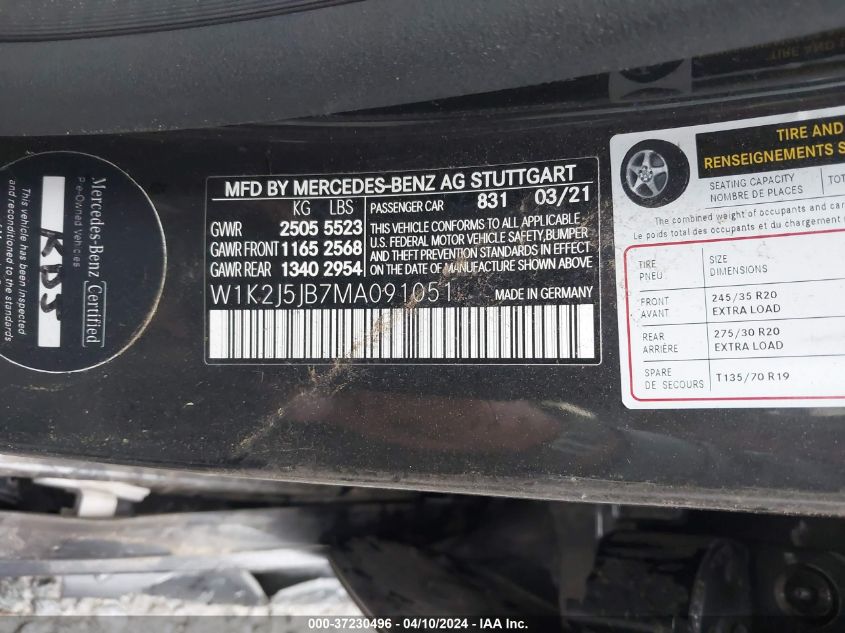 Mercedes-Benz Certified
Pre-Owned Vehicles
This vehicle has been inspected
and reconditioned to the standards
MFD BY MERCEDES-BENZ AG STUTTGART
KG LBS PASSENGER CAR 831 03/21
GVWR 2505 5523
GAWR FRONT 1165 2568
GAWR REAR 1340 2954
THIS VEHICLE CONFORMS TO ALL APPLICABLE
U.S. FEDERAL MOTOR VEHICLE SAFETY, BUMPER
AND THEFT PREVENTION STANDARDS IN EFFECT
ON THE DATE OF MANUFACTURE SHOWN ABOVE.
W1K2J5JB7MA091051 MADE IN GERMANY
TIRE AND
RENSEIGNEMENTS S
SEATING CAPACITY
NOMBRE DE PLACES
TOT
The combined weight of occupants and car
Le poids total des occupants et du chargement
TIRE SIZE
PNEU DIMENSIONS
FRONT 245/35 R20
AVANT EXTRA LOAD
REAR 275/30 R20
ARRIÈRE EXTRA LOAD
SPARE T135/70 R19
DE SECOURS
000-37230496 - 04/10/2024 - IAAI.com